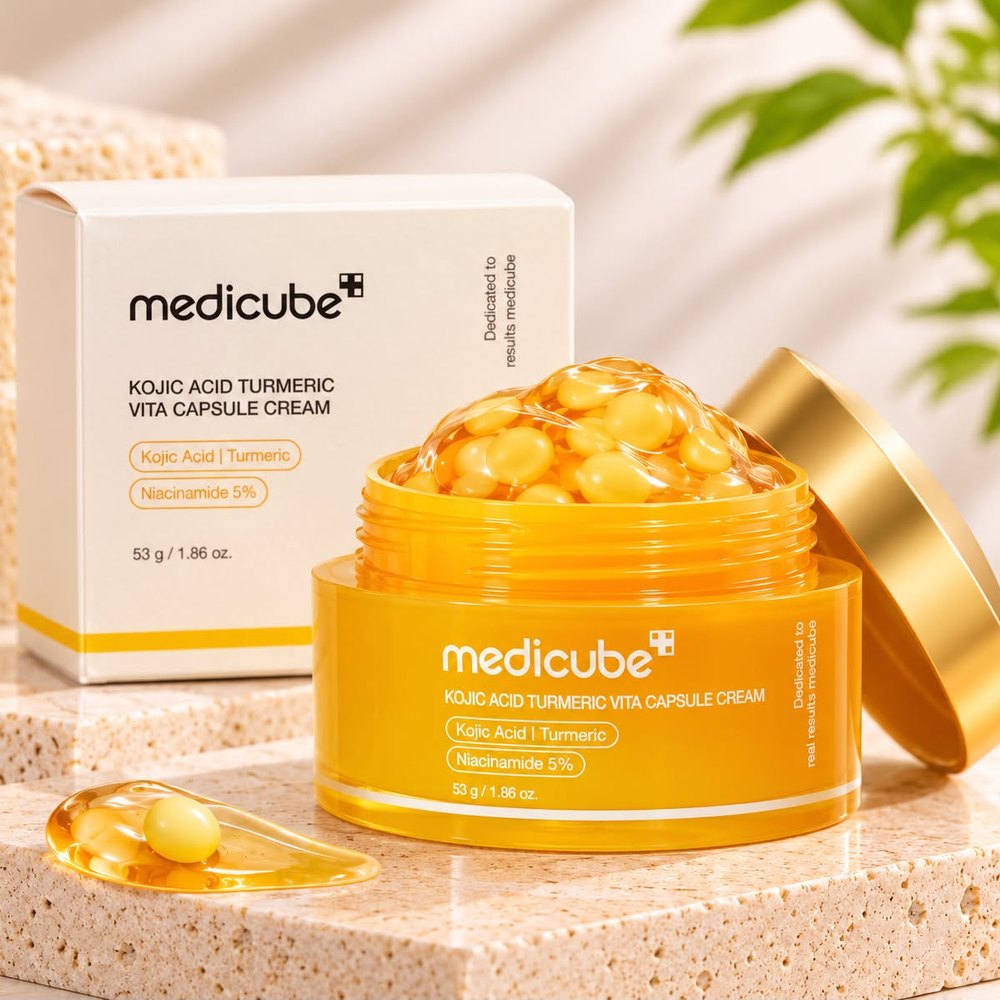 medicube
KOJIC ACID TURMERIC
VITA CAPSULE CREAM
Kojic Acid | Turmeric
Niacinamide 5%
53 g / 1.86 oz.
Dedicated to
results medicube
medicube
KOJIC ACID TURMERIC VITA CAPSULE CREAM
Kojic Acid | Turmeric
Niacinamide 5%
53 g / 1.86 oz.
Dedicated to
real results medicube